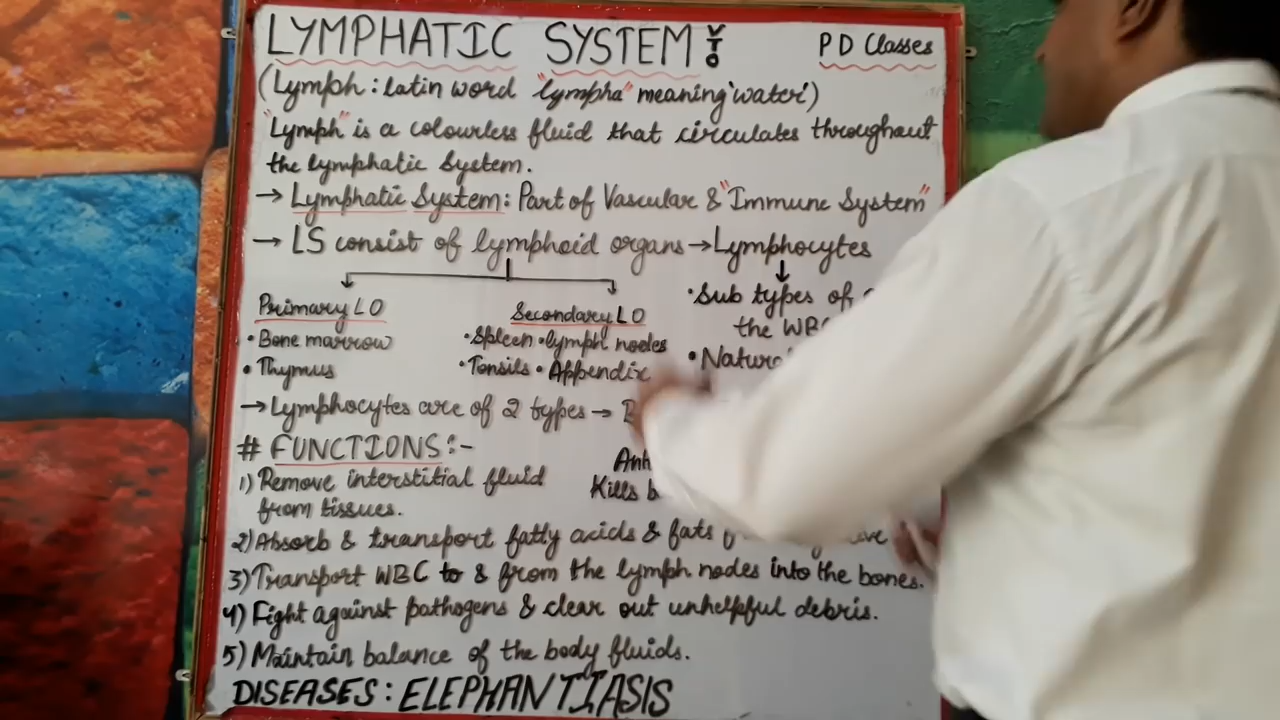 LYMPHATIC SYSTEM
P D Classes
(Lymph : latin word "lympha" meaning 'water')
"Lymph" is a colourless fluid that circulates throughout
the lymphatic System.
→ Lymphatic System : Part of Vascular & "Immune System"
→ LS consist of lymphoid organs → Lymphocytes
Primary LO
• Bone marrow
• Thymus
Secondary LO
• Spleen • lymph nodes
• Tonsils • Appendix
• Sub types of
the WBC
• Natural
→ Lymphocytes are of 2 types → B
# FUNCTIONS :-
Kills
1) Remove interstitial fluid
from tissues.
2) Absorb & transport fatty acids & fats
3) Transport WBC to & from the lymph nodes into the bones.
4) Fight against pathogens & clear out unhelpful debris.
5) Maintain balance of the body fluids.
DISEASES : ELEPHANTIASIS